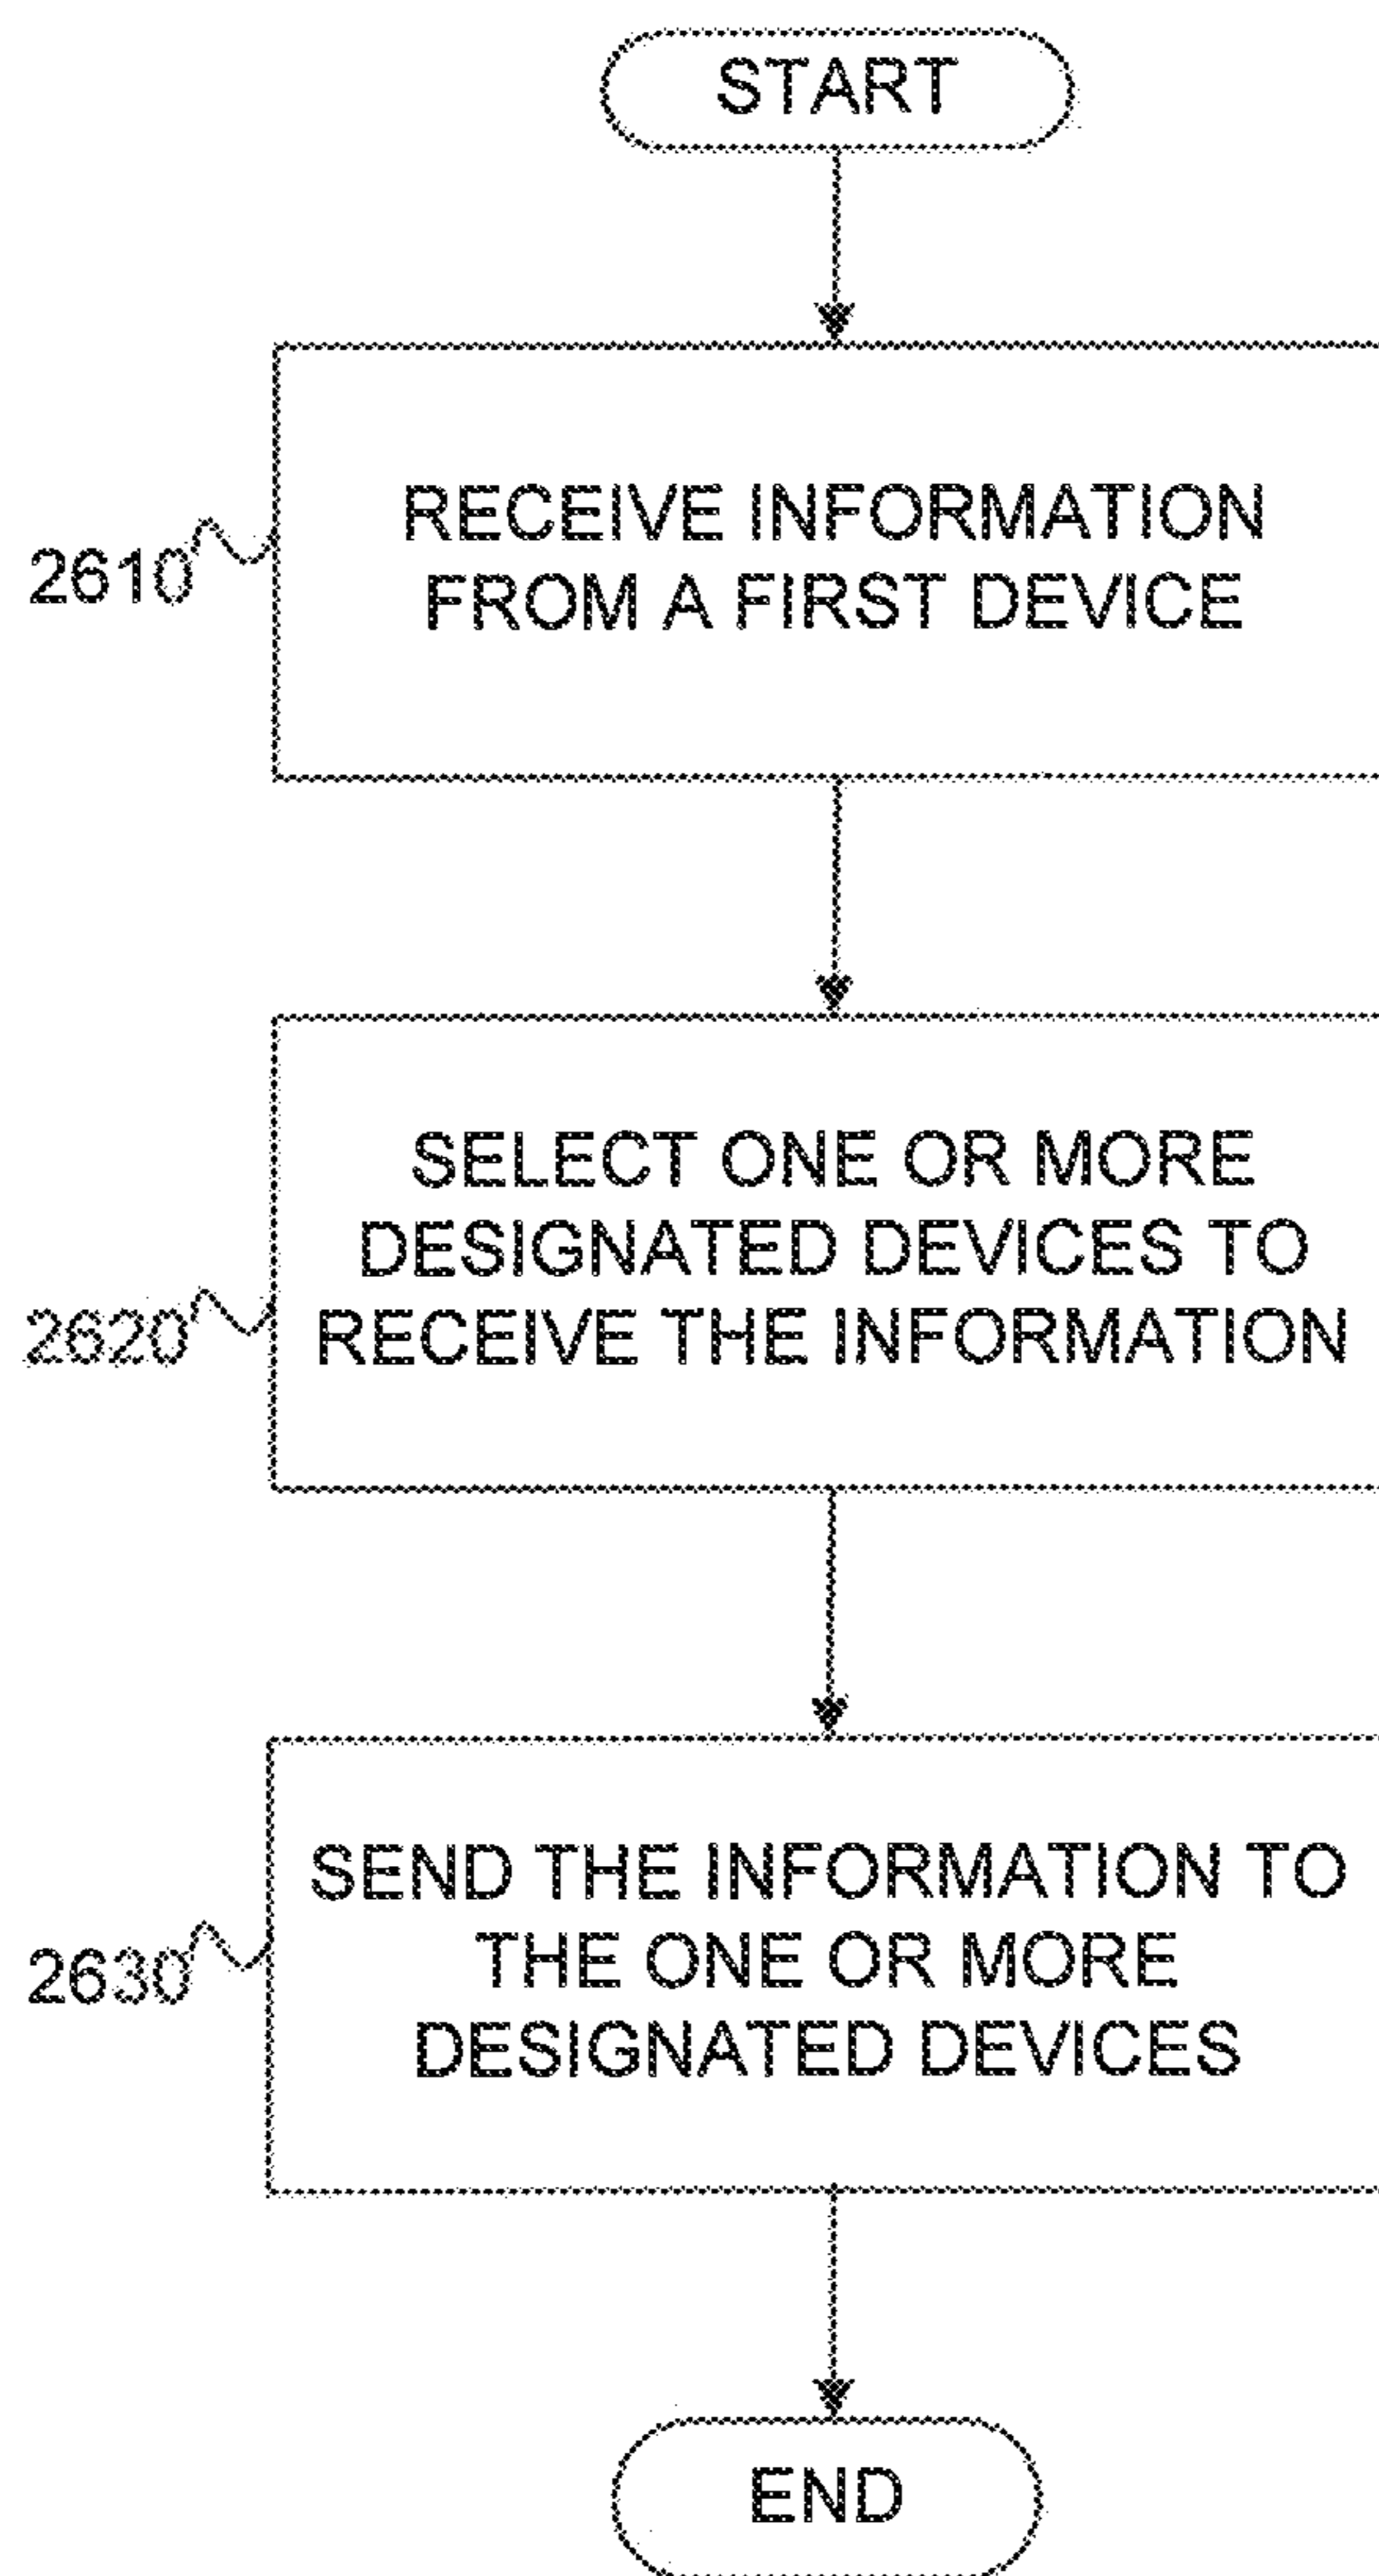 START
RECEIVE INFORMATION
FROM A FIRST DEVICE
2610
SELECT ONE OR MORE
DESIGNATED DEVICES TO
RECEIVE THE INFORMATION
2620
SEND THE INFORMATION TO
THE ONE OR MORE
DESIGNATED DEVICES
2630
END